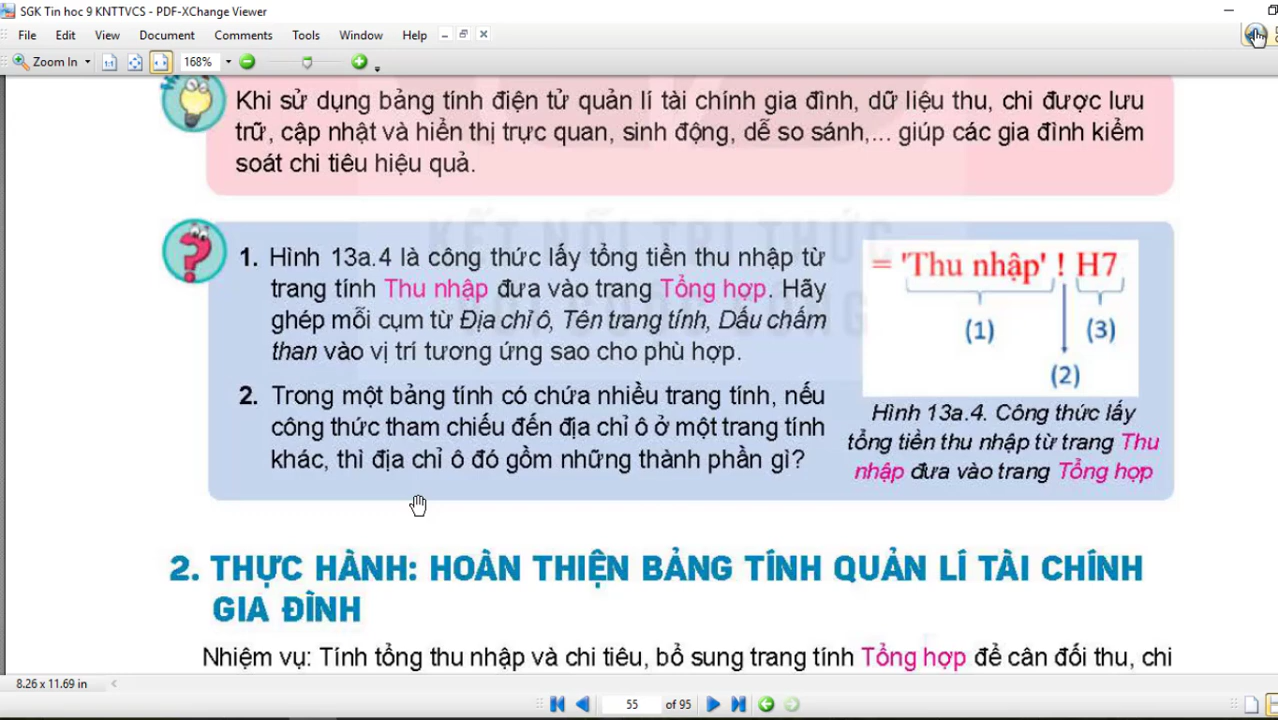 SGK Tin hoc 9 KNTTVCS - PDF-XChange Viewer
File Edit View Document Comments Tools Window Help
Zoom In 168%
Khi sử dụng bảng tính điện tử quản lí tài chính gia đình, dữ liệu thu, chi được lưu
trữ, cập nhật và hiển thị trực quan, sinh động, dễ so sánh,... giúp các gia đình kiểm
soát chi tiêu hiệu quả.
KẾT NỐI TRI THỨC
1. Hình 13a.4 là công thức lấy tổng tiền thu nhập từ
trang tính Thu nhập đưa vào trang Tổng hợp. Hãy
ghép mỗi cụm từ Địa chỉ ô, Tên trang tính, Dấu chấm
than vào vị trí tương ứng sao cho phù hợp.
2. Trong một bảng tính có chứa nhiều trang tính, nếu
công thức tham chiếu đến địa chỉ ô ở một trang tính
khác, thì địa chỉ ô đó gồm những thành phần gì?
= 'Thu nhập' ! H7
(1) (3)
(2)
Hình 13a.4. Công thức lấy
tổng tiền thu nhập từ trang Thu
nhập đưa vào trang Tổng hợp
2. THỰC HÀNH: HOÀN THIỆN BẢNG TÍNH QUẢN LÍ TÀI CHÍNH
GIA ĐÌNH
Nhiệm vụ: Tính tổng thu nhập và chi tiêu, bổ sung trang tính Tổng hợp để cân đối thu, chi
8.26 x 11.69 in
55 of 95